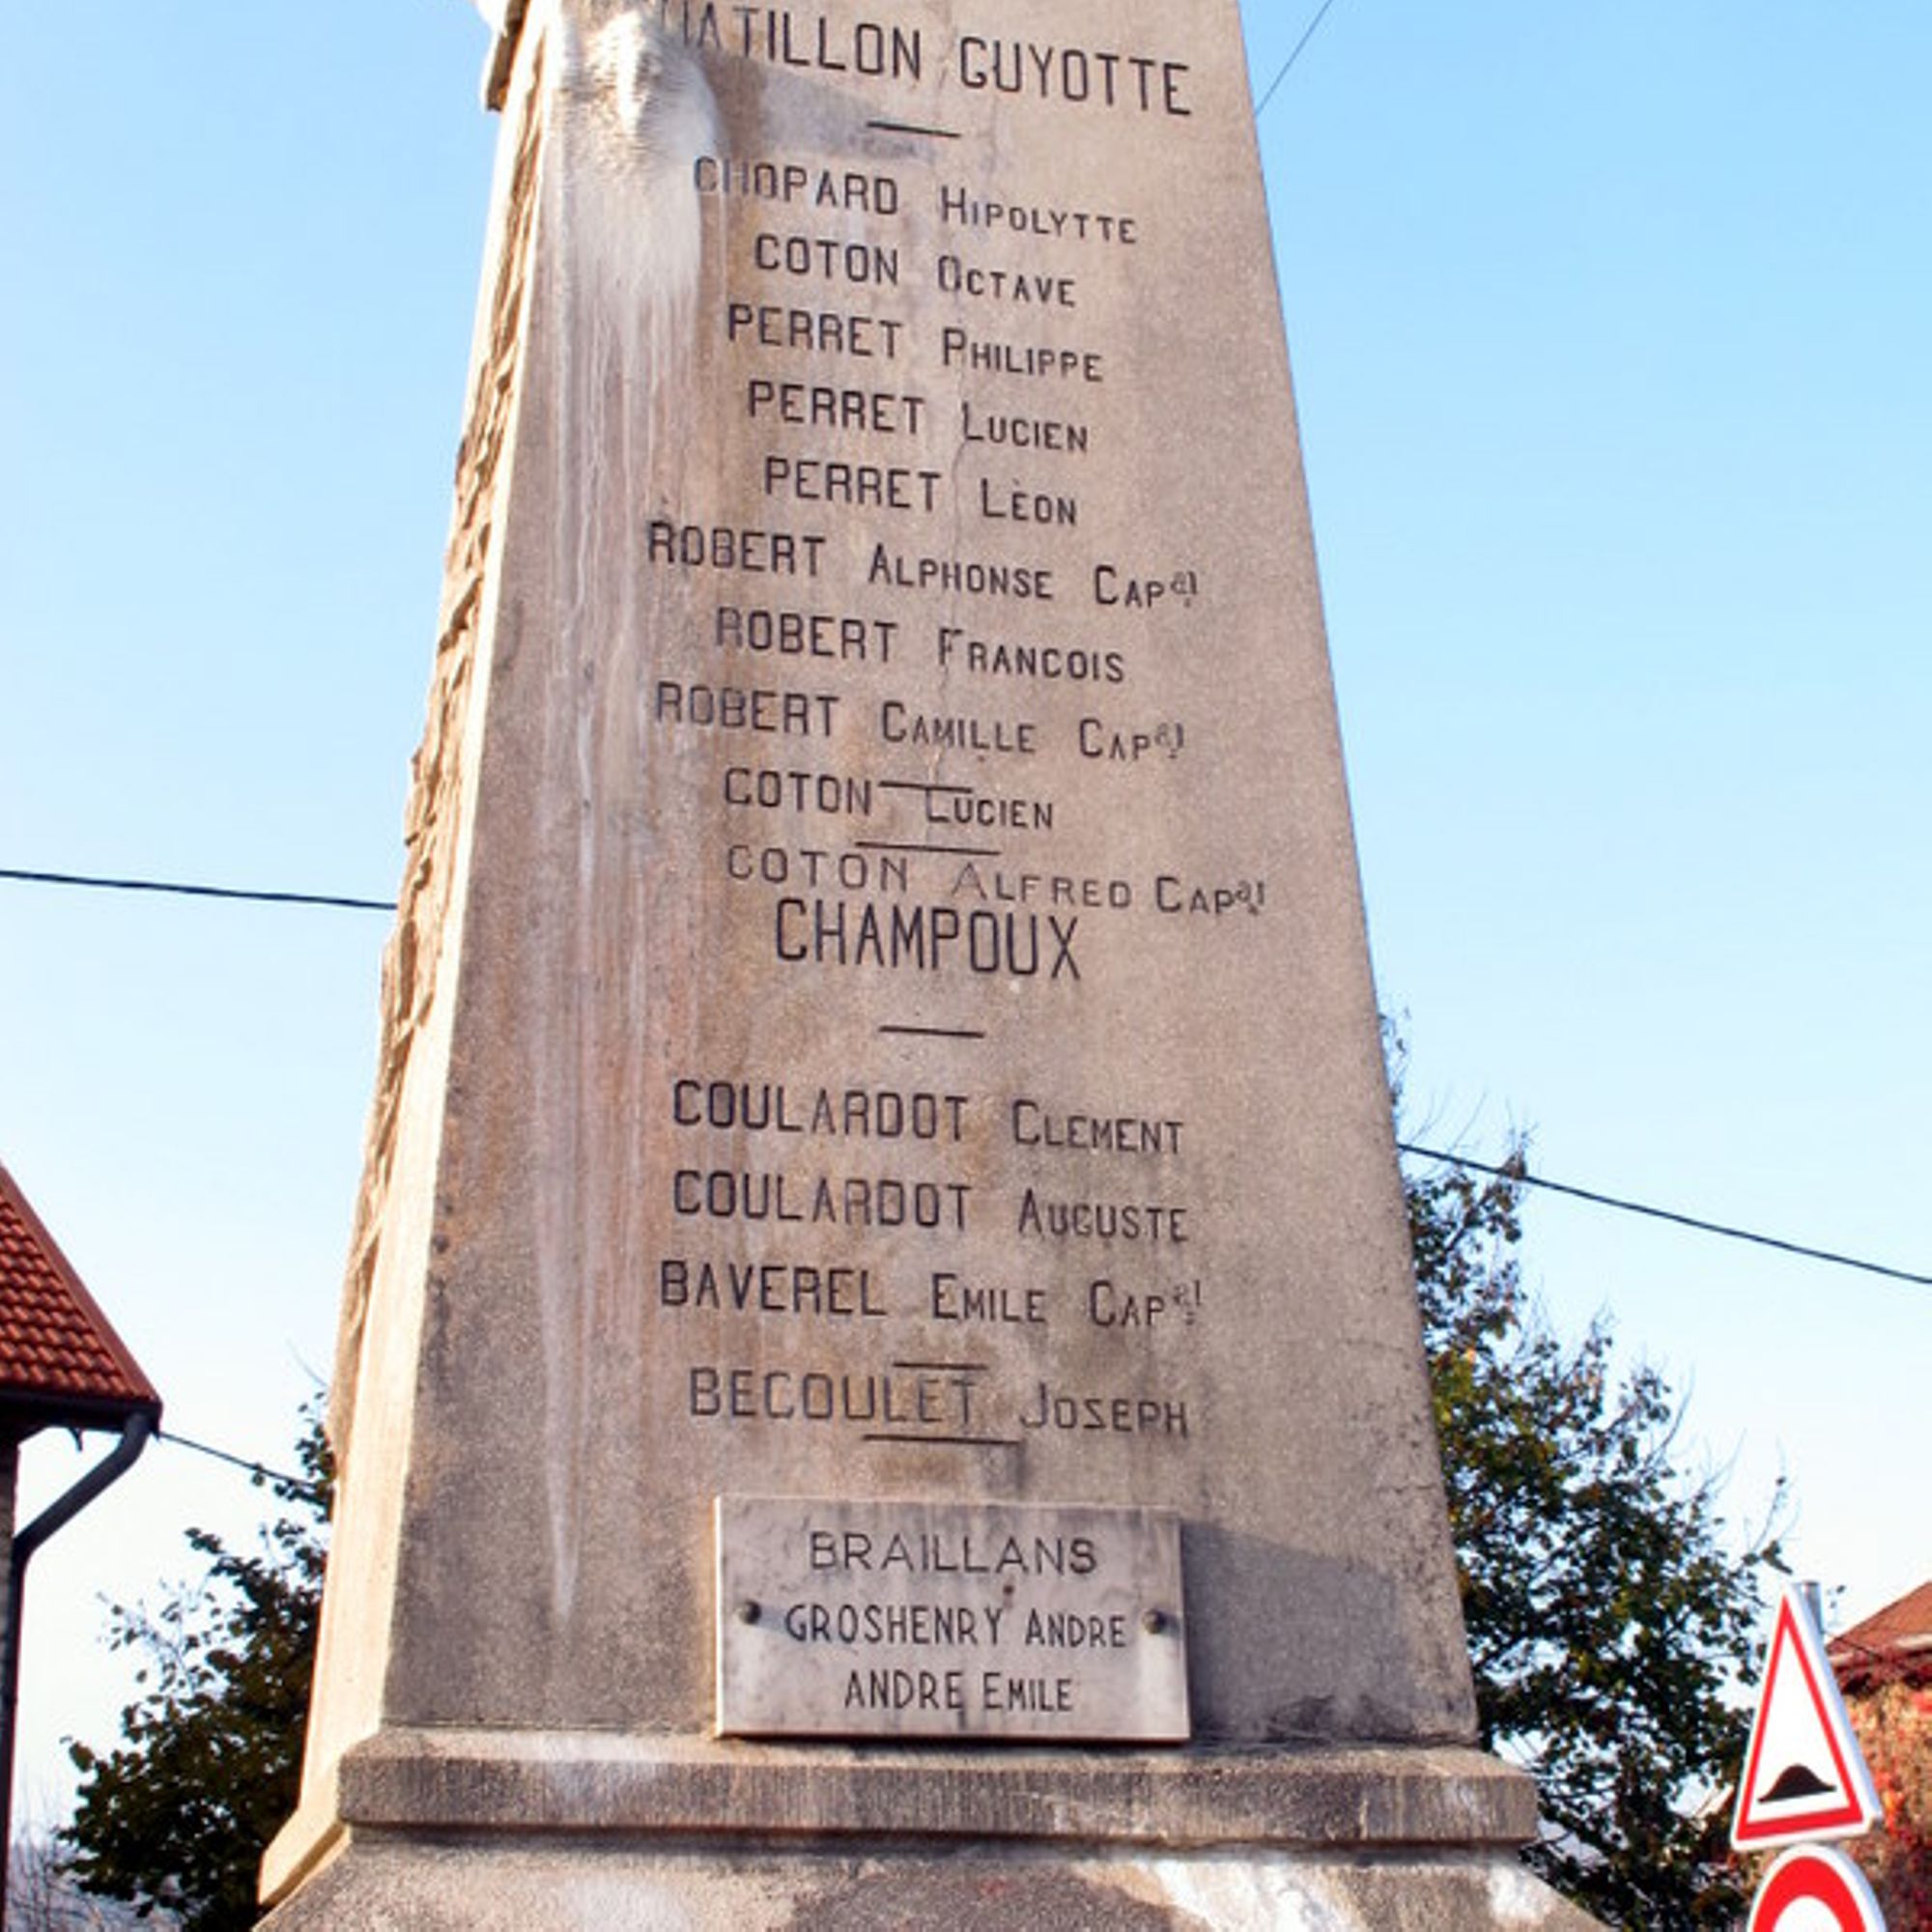 CHATILLON GUYOTTE
CHOPARD HIPOLYTTE
COTON OCTAVE
PERRET PHILIPPE
PERRET LUCIEN
PERRET LÈON
ROBERT ALPHONSE CAPal
ROBERT FRANCOIS
ROBERT CAMILLE CAPal
COTON LUCIEN
COTON ALFRED CAPal
CHAMPOUX
COULARDOT CLEMENT
COULARDOT AUGUSTE
BAVEREL EMILE CAPal
BECOULET JOSEPH
BRAILLANS
GROSHENRY ANDRE
ANDRE EMILE